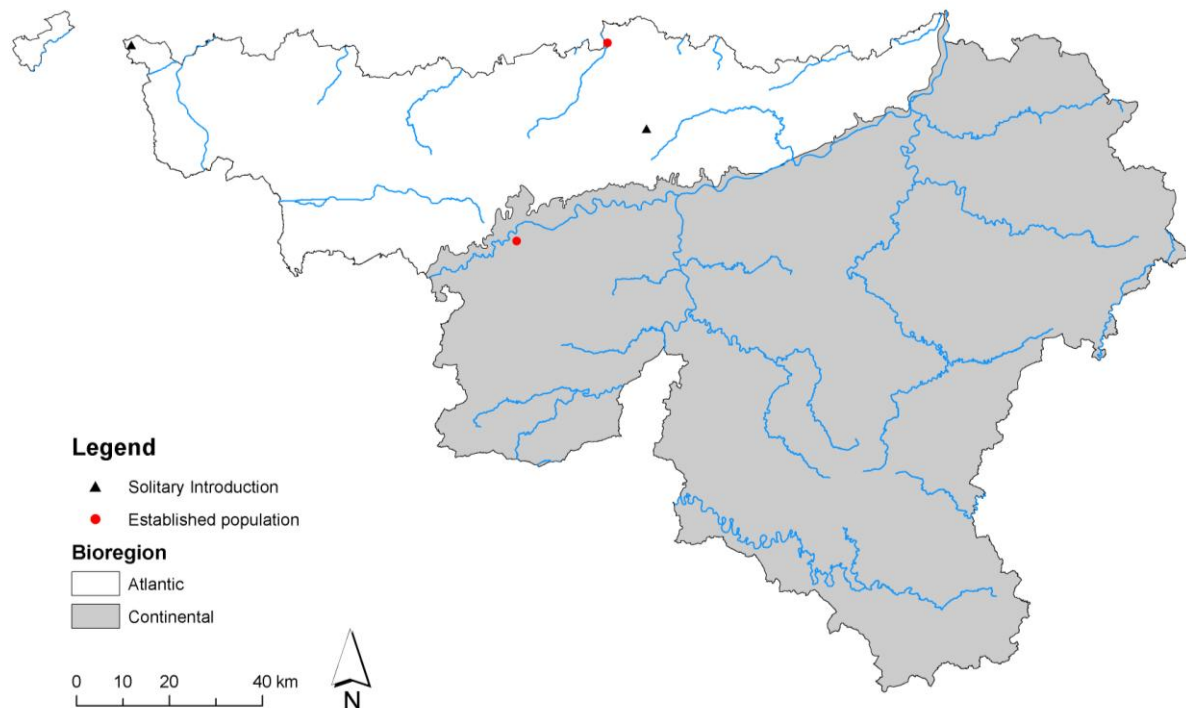 Legend
Solitary Introduction
Established population
Bioregion
Atlantic
Continental
0 10 20 40 km
N